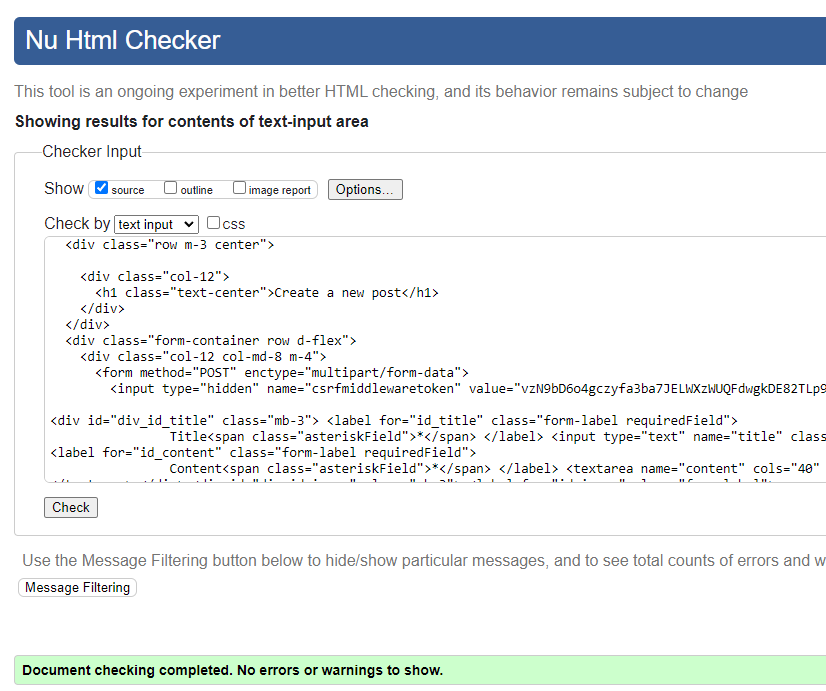 Nu Html Checker
This tool is an ongoing experiment in better HTML checking, and its behavior remains subject to change
Showing results for contents of text-input area
Checker Input
Show source outline image report Options...
Check by text input css
<div class="row m-3 center">
<div class="col-12">
<h1 class="text-center">Create a new post</h1>
</div>
</div>
<div class="form-container row d-flex">
<div class="col-12 col-md-8 m-4">
<form method="POST" enctype="multipart/form-data">
<input type="hidden" name="csrfmiddlewaretoken" value="vzN9bD6o4gczyfa3ba7JELWXzWUQFdwgkDE82TLp9
<div id="div_id_title" class="mb-3"> <label for="id_title" class="form-label requiredField">
Title<span class="asteriskField">*</span> </label> <input type="text" name="title" clas
<label for="id_content" class="form-label requiredField">
Content<span class="asteriskField">*</span> </label> <textarea name="content" cols="40"
Check
Use the Message Filtering button below to hide/show particular messages, and to see total counts of errors and w
Message Filtering
Document checking completed. No errors or warnings to show.